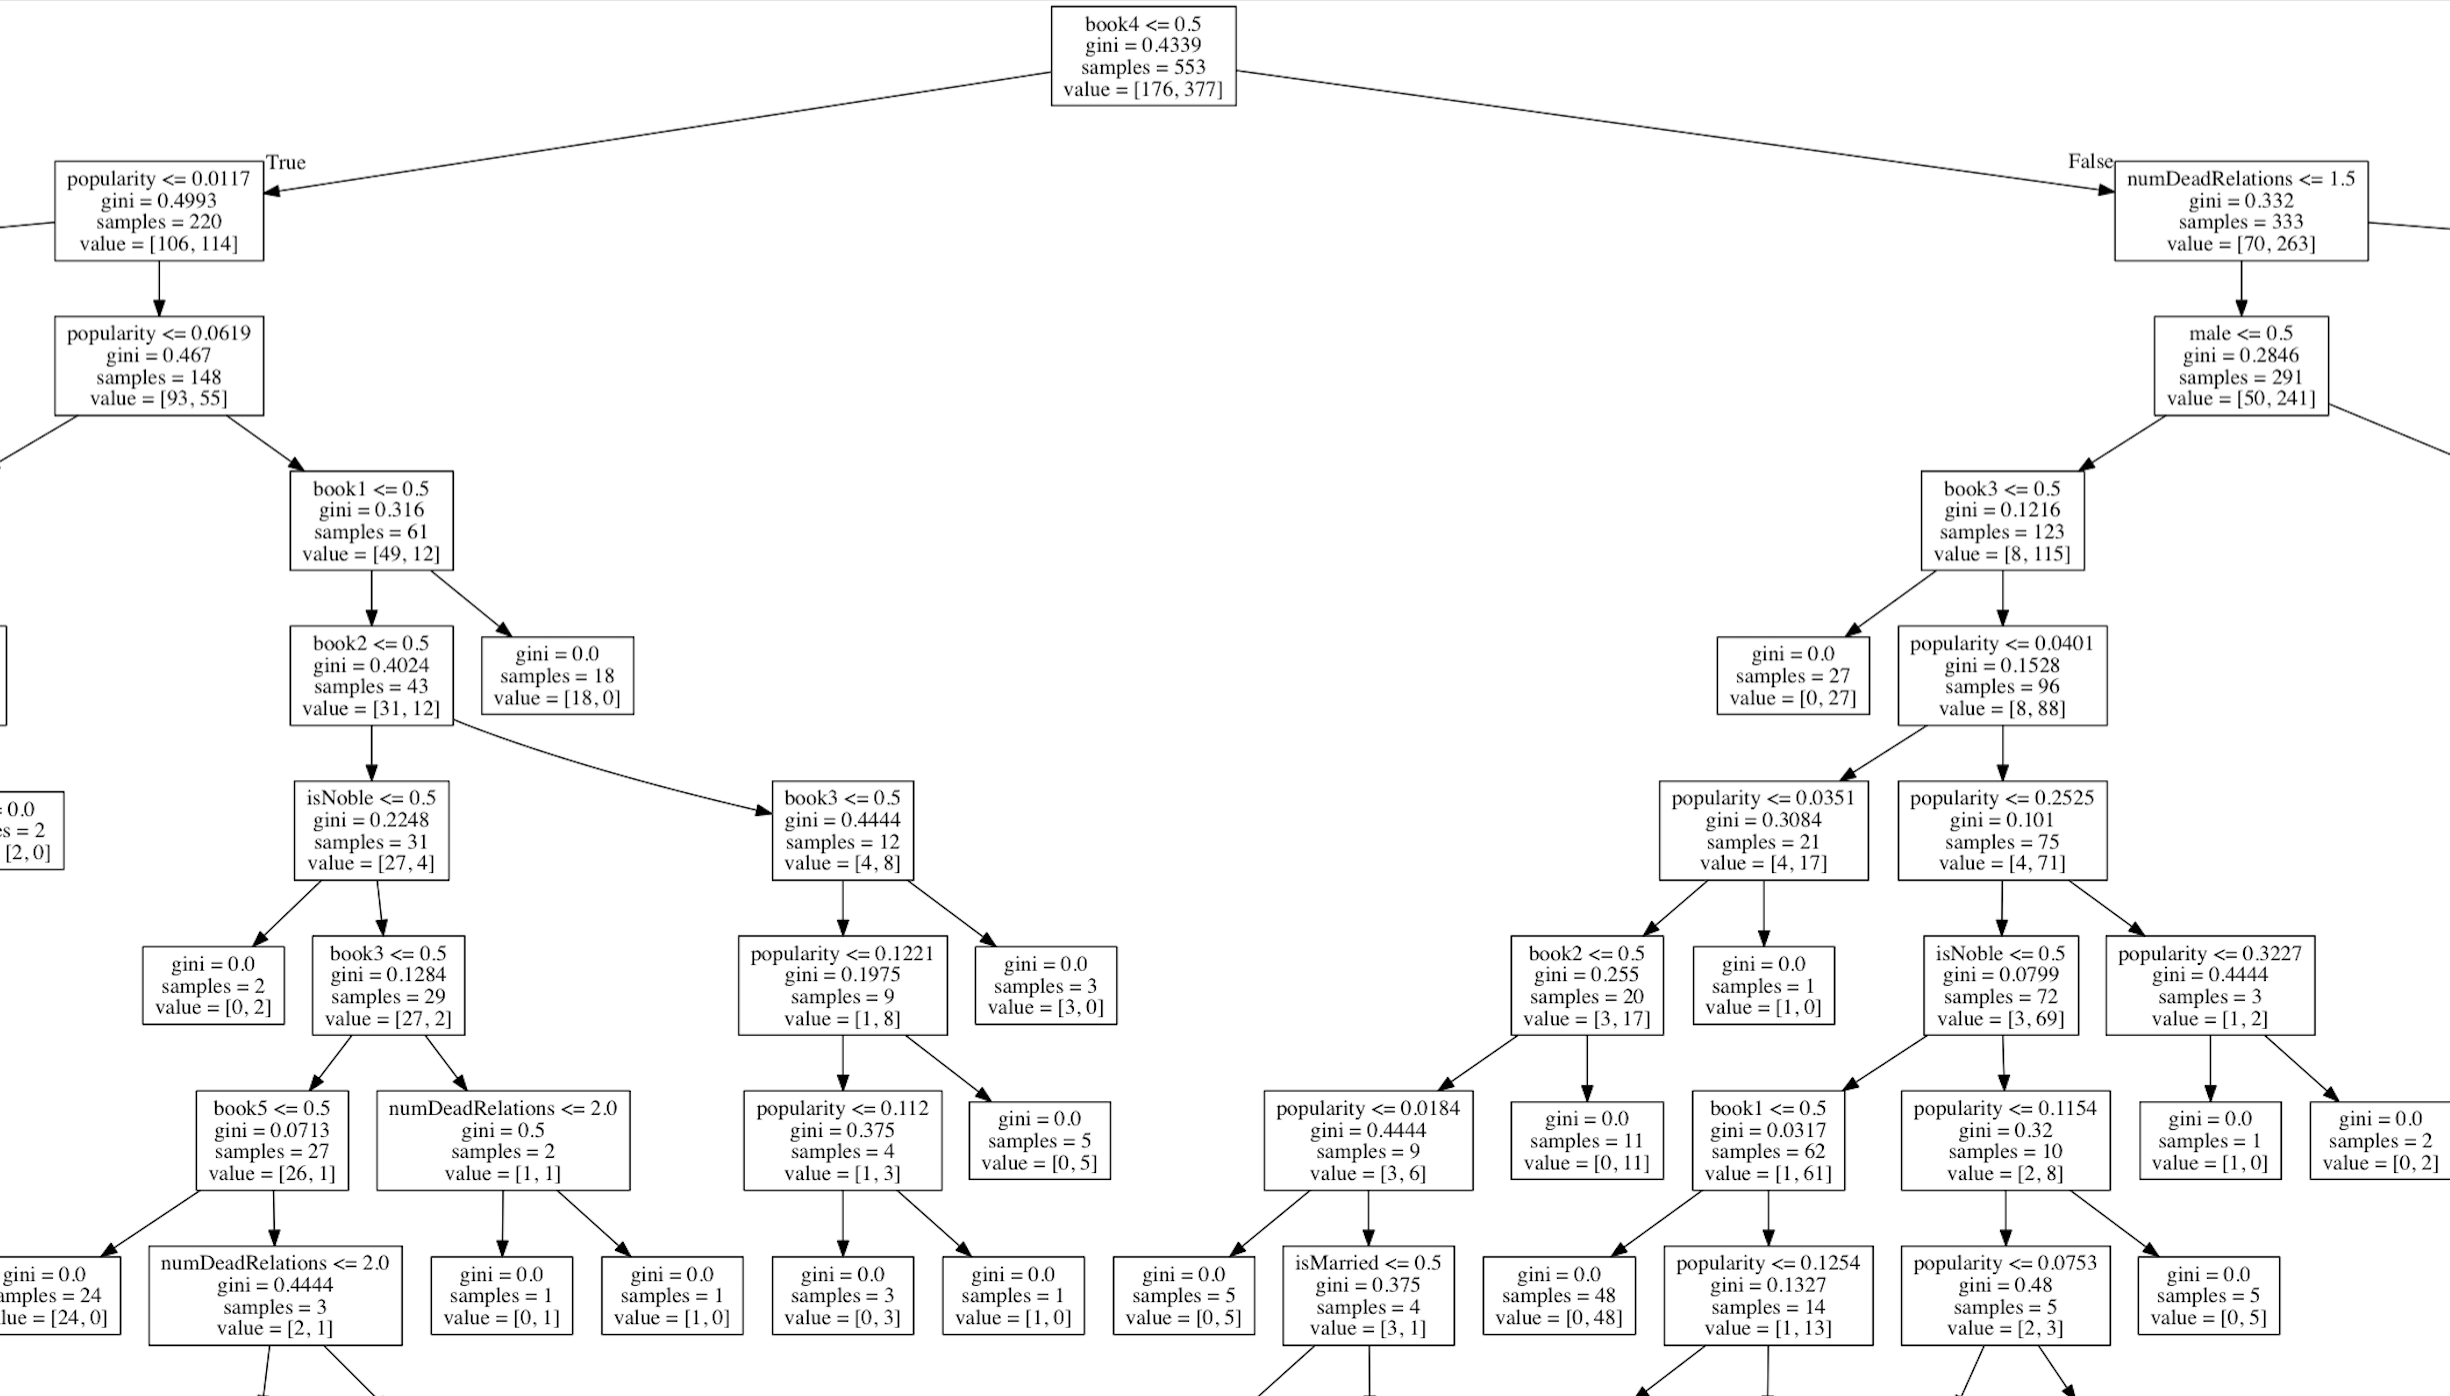 book4 <= 0.5
gini = 0.4339
samples = 553
value = [176, 377]
True
False
popularity <= 0.0117
gini = 0.4993
samples = 220
value = [106, 114]
numDeadRelations <= 1.5
gini = 0.332
samples = 333
value = [70, 263]
popularity <= 0.0619
gini = 0.467
samples = 148
value = [93, 55]
male <= 0.5
gini = 0.2846
samples = 291
value = [50, 241]
book1 <= 0.5
gini = 0.316
samples = 61
value = [49, 12]
book3 <= 0.5
gini = 0.1216
samples = 123
value = [8, 115]
book2 <= 0.5
gini = 0.4024
samples = 43
value = [31, 12]
gini = 0.0
samples = 18
value = [18, 0]
gini = 0.0
samples = 27
value = [0, 27]
popularity <= 0.0401
gini = 0.1528
samples = 96
value = [8, 88]
= 0.0
es = 2
[2, 0]
isNoble <= 0.5
gini = 0.2248
samples = 31
value = [27, 4]
book3 <= 0.5
gini = 0.4444
samples = 12
value = [4, 8]
popularity <= 0.0351
gini = 0.3084
samples = 21
value = [4, 17]
popularity <= 0.2525
gini = 0.101
samples = 75
value = [4, 71]
gini = 0.0
samples = 2
value = [0, 2]
book3 <= 0.5
gini = 0.1284
samples = 29
value = [27, 2]
popularity <= 0.1221
gini = 0.1975
samples = 9
value = [1, 8]
gini = 0.0
samples = 3
value = [3, 0]
book2 <= 0.5
gini = 0.255
samples = 20
value = [3, 17]
gini = 0.0
samples = 1
value = [1, 0]
isNoble <= 0.5
gini = 0.0799
samples = 72
value = [3, 69]
popularity <= 0.3227
gini = 0.4444
samples = 3
value = [1, 2]
book5 <= 0.5
gini = 0.0713
samples = 27
value = [26, 1]
numDeadRelations <= 2.0
gini = 0.5
samples = 2
value = [1, 1]
popularity <= 0.112
gini = 0.375
samples = 4
value = [1, 3]
gini = 0.0
samples = 5
value = [0, 5]
popularity <= 0.0184
gini = 0.4444
samples = 9
value = [3, 6]
gini = 0.0
samples = 11
value = [0, 11]
book1 <= 0.5
gini = 0.0317
samples = 62
value = [1, 61]
popularity <= 0.1154
gini = 0.32
samples = 10
value = [2, 8]
gini = 0.0
samples = 1
value = [1, 0]
gini = 0.0
samples = 2
value = [0, 2]
gini = 0.0
amples = 24
lue = [24, 0]
numDeadRelations <= 2.0
gini = 0.4444
samples = 3
value = [2, 1]
gini = 0.0
samples = 1
value = [0, 1]
gini = 0.0
samples = 1
value = [1, 0]
gini = 0.0
samples = 3
value = [0, 3]
gini = 0.0
samples = 1
value = [1, 0]
gini = 0.0
samples = 5
value = [0, 5]
isMarried <= 0.5
gini = 0.375
samples = 4
value = [3, 1]
gini = 0.0
samples = 48
value = [0, 48]
popularity <= 0.1254
gini = 0.1327
samples = 14
value = [1, 13]
popularity <= 0.0753
gini = 0.48
samples = 5
value = [2, 3]
gini = 0.0
samples = 5
value = [0, 5]